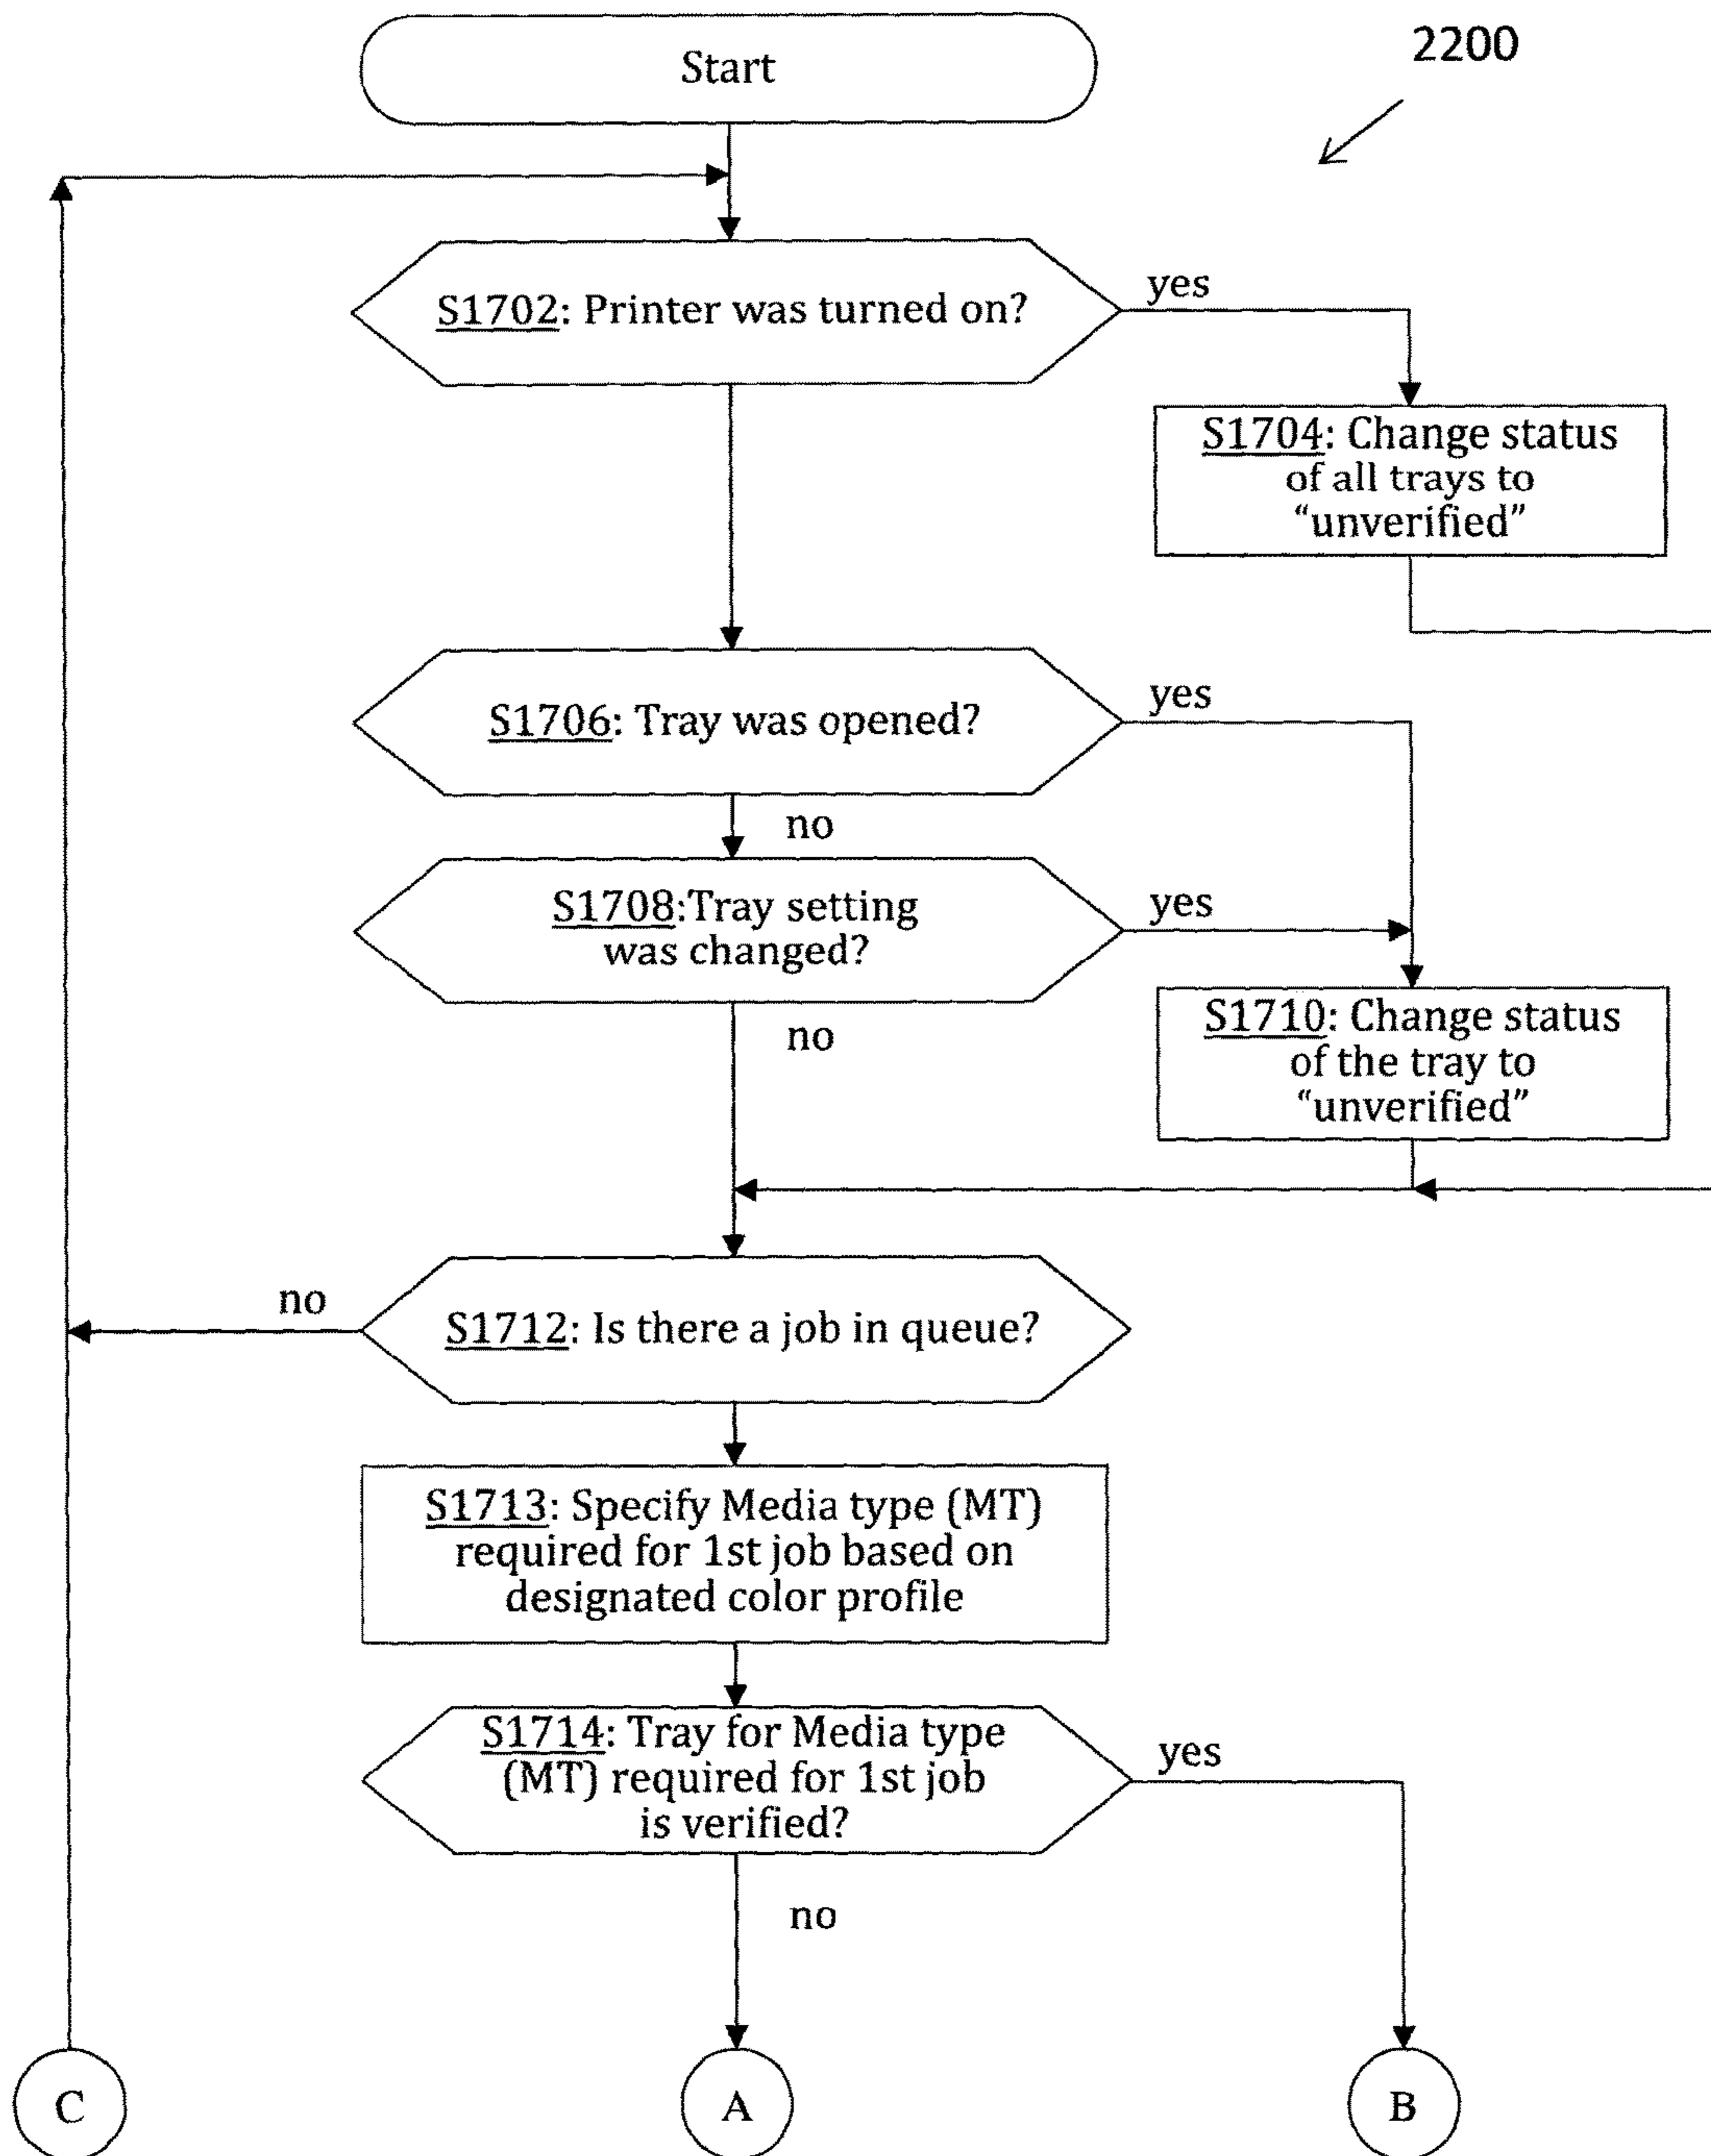 2200
Start
S1702: Printer was turned on?
yes
S1704: Change status
of all trays to
“unverified”
S1706: Tray was opened?
yes
no
S1708:Tray setting
was changed?
yes
no
S1710: Change status
of the tray to
“unverified”
S1712: Is there a job in queue?
no
S1713: Specify Media type (MT)
required for 1st job based on
designated color profile
S1714: Tray for Media type
(MT) required for 1st job
is verified?
yes
no
C
A
B